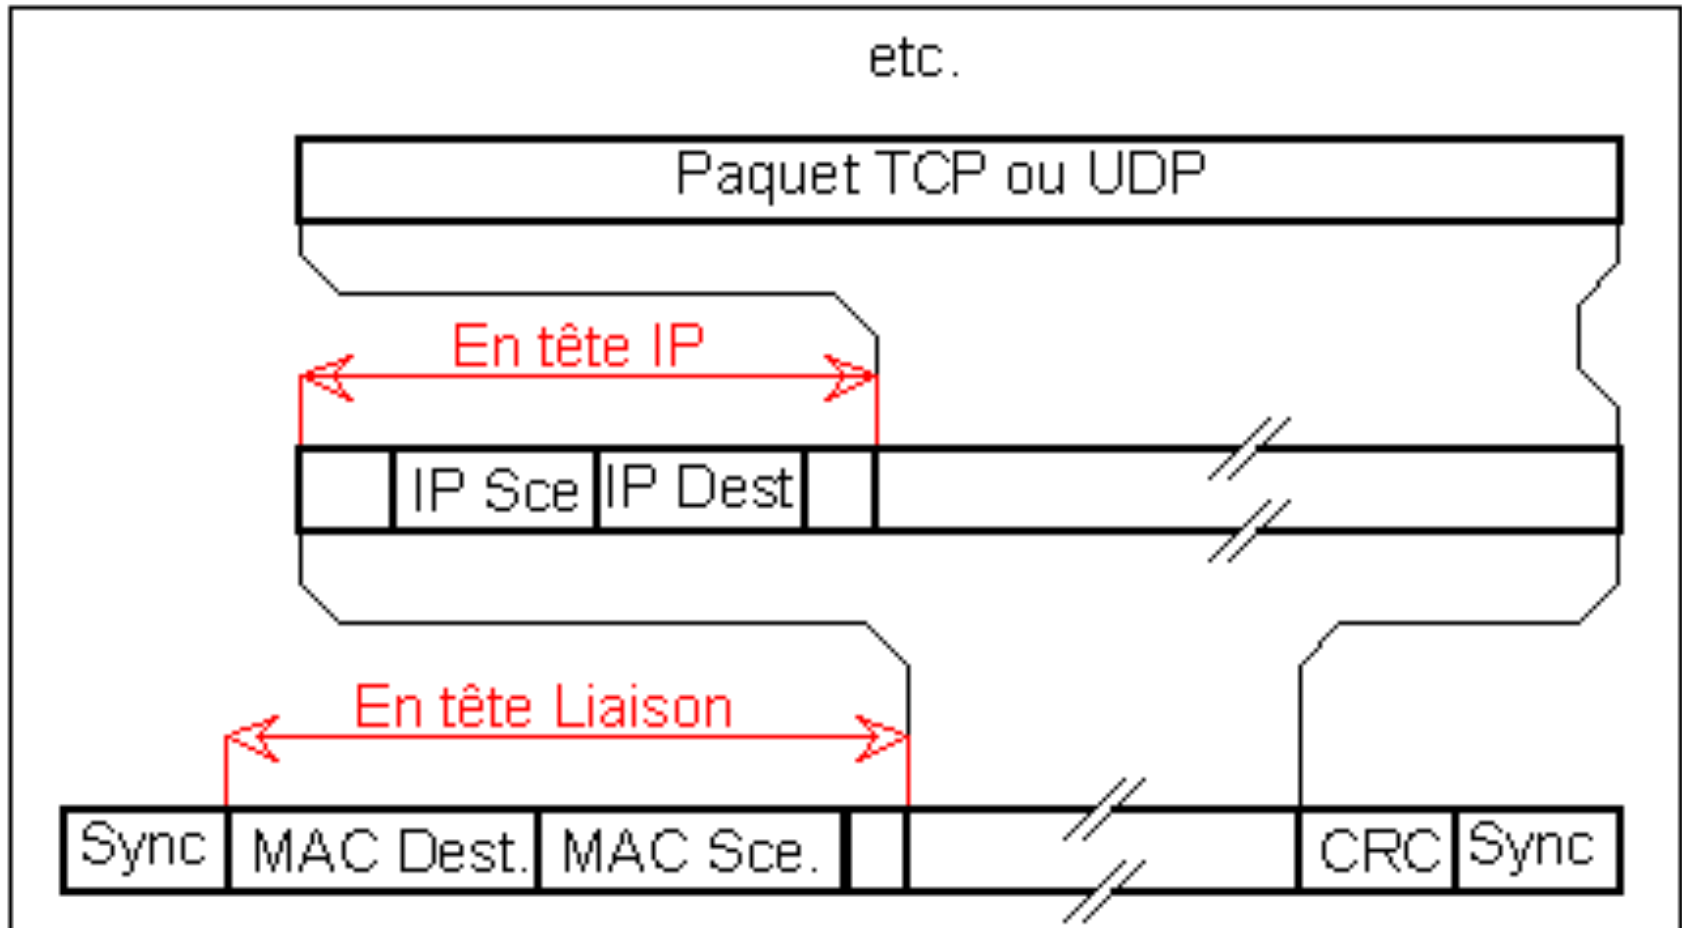 etc.
Paquet TCP ou UDP
En tête IP
IP Sce IP Dest
En tête Liaison
Sync MAC Dest. MAC Sce. CRC Sync